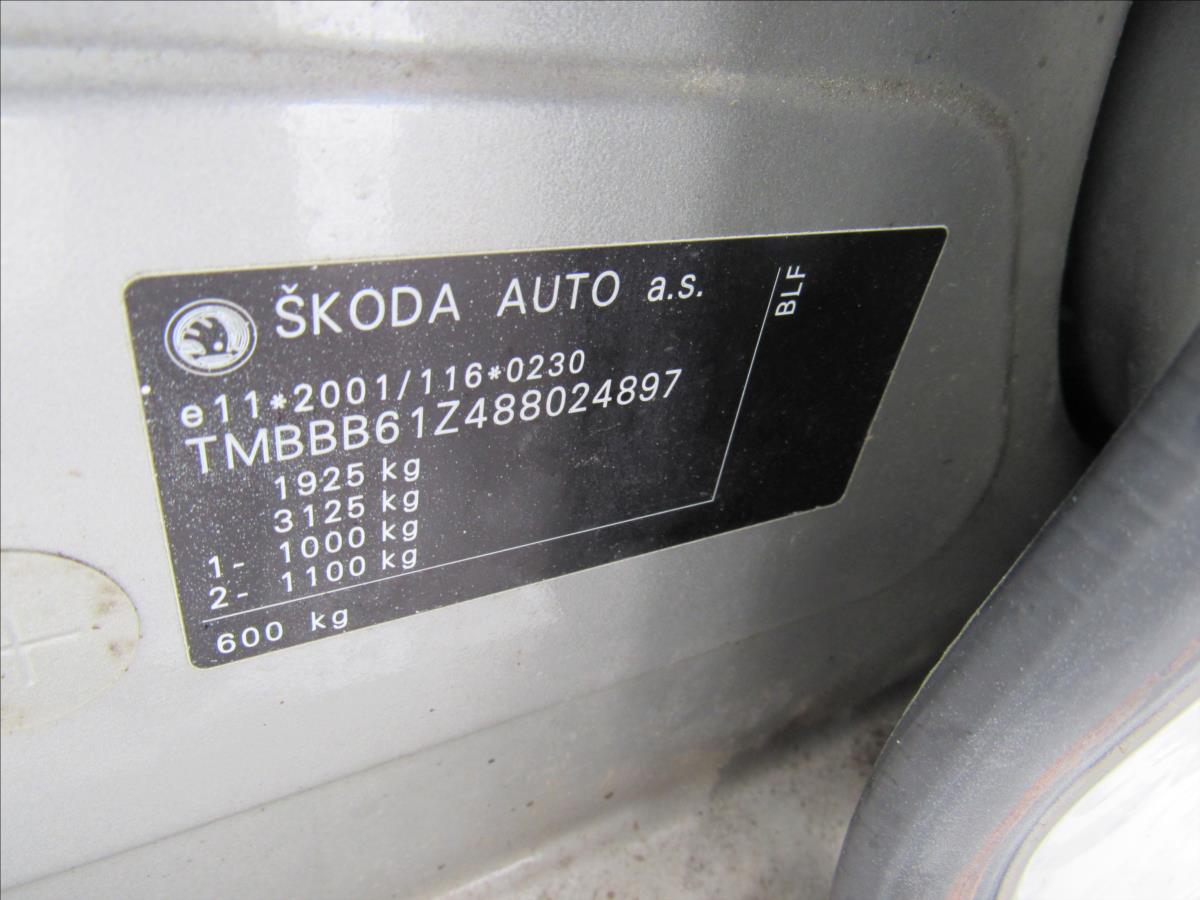 ŠKODA AUTO a.s.
BLF
e11*2001/116*0230
TMBBB61Z488024897
1925 kg
3125 kg
1- 1000 kg
2- 1100 kg
600 kg